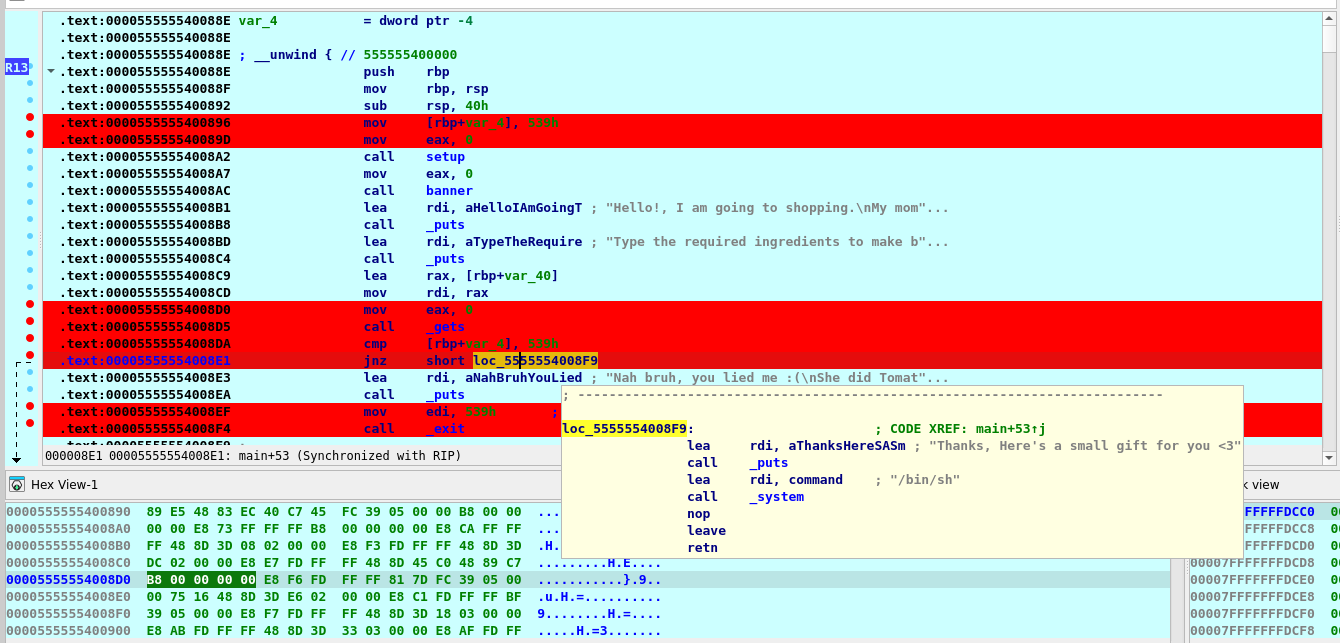 .text:000055555540088E var_4 = dword ptr -4
.text:000055555540088E
.text:000055555540088E ; __unwind { // 555555400000
.text:000055555540088E push rbp
R13
.text:000055555540088F mov rbp, rsp
.text:0000555555400892 sub rsp, 40h
.text:0000555555400896 mov [rbp+var_4], 539h
.text:000055555540089D mov eax, 0
.text:00005555554008A2 call setup
.text:00005555554008A7 mov eax, 0
.text:00005555554008AC call banner
.text:00005555554008B1 lea rdi, aHelloIAmGoingT ; "Hello!, I am going to shopping.\nMy mom"...
.text:00005555554008B8 call _puts
.text:00005555554008BD lea rdi, aTypeTheRequire ; "Type the required ingredients to make b"...
.text:00005555554008C4 call _puts
.text:00005555554008C9 lea rax, [rbp+var_40]
.text:00005555554008CD mov rdi, rax
.text:00005555554008D0 mov eax, 0
.text:00005555554008D5 call _gets
.text:00005555554008DA cmp [rbp+var_4], 539h
.text:00005555554008E1 jnz short loc_5555554008F9
.text:00005555554008E3 lea rdi, aNahBruhYouLied ; "Nah bruh, you lied me :(\nShe did Tomat"...
.text:00005555554008EA call _puts
.text:00005555554008EF mov edi, 539h ;
.text:00005555554008F4 call _exit
; ---------------------------------------------------------------------------
loc_5555554008F9: ; CODE XREF: main+53↑j
lea rdi, aThanksHereSASm ; "Thanks, Here's a small gift for you <3"
call _puts
lea rdi, command ; "/bin/sh"
call _system
nop
leave
retn
000008E1 00005555554008E1: main+53 (Synchronized with RIP)
Hex View-1
k view
0000555555400890 89 E5 48 83 EC 40 C7 45 FC 39 05 00 00 B8 00 00 ...
00005555554008A0 00 00 E8 73 FF FF FF B8 00 00 00 00 E8 CA FF FF ...
00005555554008B0 FF 48 8D 3D 08 02 00 00 E8 F3 FD FF FF 48 8D 3D .H.
00005555554008C0 DC 02 00 00 E8 E7 FD FF FF 48 8D 45 C0 48 89 C7 .........H.E....
00005555554008D0 B8 00 00 00 00 E8 F6 FD FF FF 81 7D FC 39 05 00 ...........}.9..
00005555554008E0 00 75 16 48 8D 3D E6 02 00 00 E8 C1 FD FF FF BF .u.H.=..........
00005555554008F0 39 05 00 00 E8 F7 FD FF FF 48 8D 3D 18 03 00 00 9........H.=....
0000555555400900 E8 AB FD FF FF 48 8D 3D 33 03 00 00 E8 AF FD FF .....H.=3.......
FFFFFDCC0
FFFFFDCC8
FFFFFDCD0
00007FFFFFFFDCD8
00007FFFFFFFDCE0
00007FFFFFFFDCE8
00007FFFFFFFDCF0
00007FFFFFFFDCF8